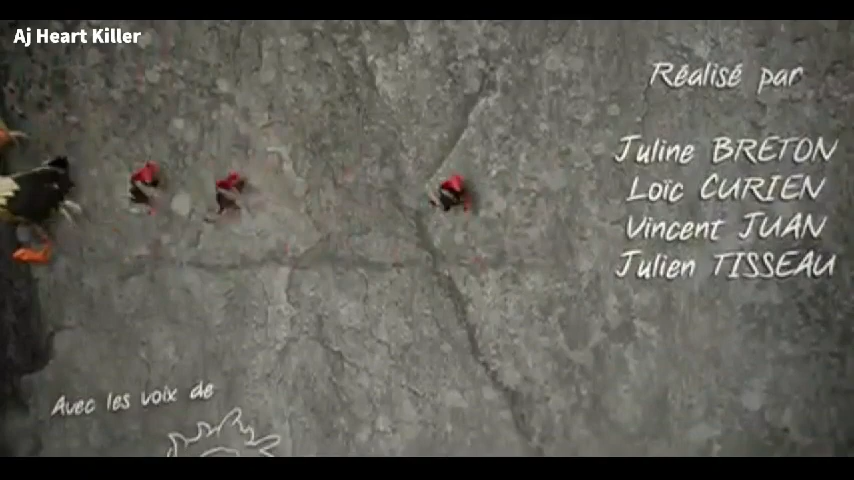 Aj Heart Killer
Réalisé par
Juline BRETON
Loïc CURIEN
Vincent JUAN
Julien TISSEAU
Avec les voix de